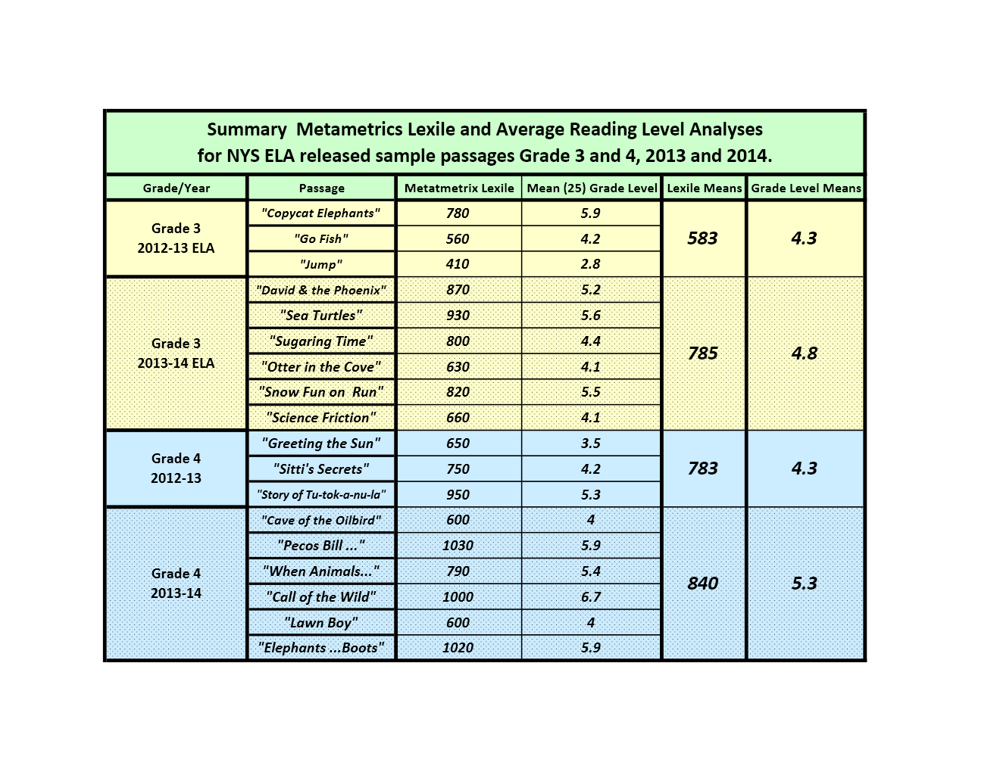 Summary  Metametrics Lexile and Average Reading Level Analyses
for NYS ELA released sample passages Grade 3 and 4, 2013 and 2014.
Grade/Year Passage Metatmetrix Lexile Mean (25) Grade Level Lexile Means Grade Level Means
Grade 3
2012-13 ELA
"Copycat Elephants" 780 5.9
"Go Fish" 560 4.2
"Jump" 410 2.8
583 4.3
Grade 3
2013-14 ELA
"David & the Phoenix" 870 5.2
"Sea Turtles" 930 5.6
"Sugaring Time" 800 4.4
"Otter in the Cove" 630 4.1
"Snow Fun on  Run" 820 5.5
"Science Friction" 660 4.1
785 4.8
Grade 4
2012-13
"Greeting the Sun" 650 3.5
"Sitti's Secrets" 750 4.2
"Story of Tu-tok-a-nu-la" 950 5.3
783 4.3
Grade 4
2013-14
"Cave of the Oilbird" 600 4
"Pecos Bill ..." 1030 5.9
"When Animals..." 790 5.4
"Call of the Wild" 1000 6.7
"Lawn Boy" 600 4
"Elephants ...Boots" 1020 5.9
840 5.3